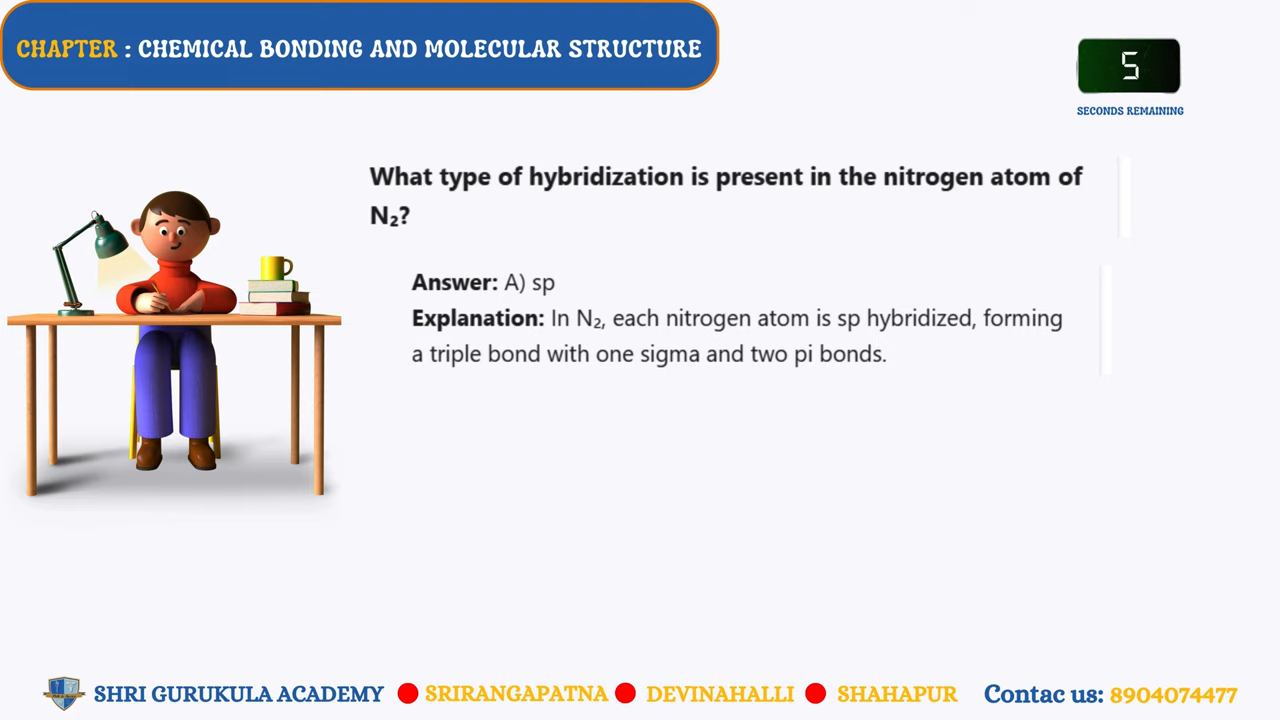 CHAPTER : CHEMICAL BONDING AND MOLECULAR STRUCTURE
5
SECONDS REMAINING
What type of hybridization is present in the nitrogen atom of
N₂?
Answer: A) sp
Explanation: In N₂, each nitrogen atom is sp hybridized, forming
a triple bond with one sigma and two pi bonds.
SHRI GURUKULA ACADEMY ● SRIRANGAPATNA ● DEVINAHALLI ● SHAHAPUR Contac us: 8904074477